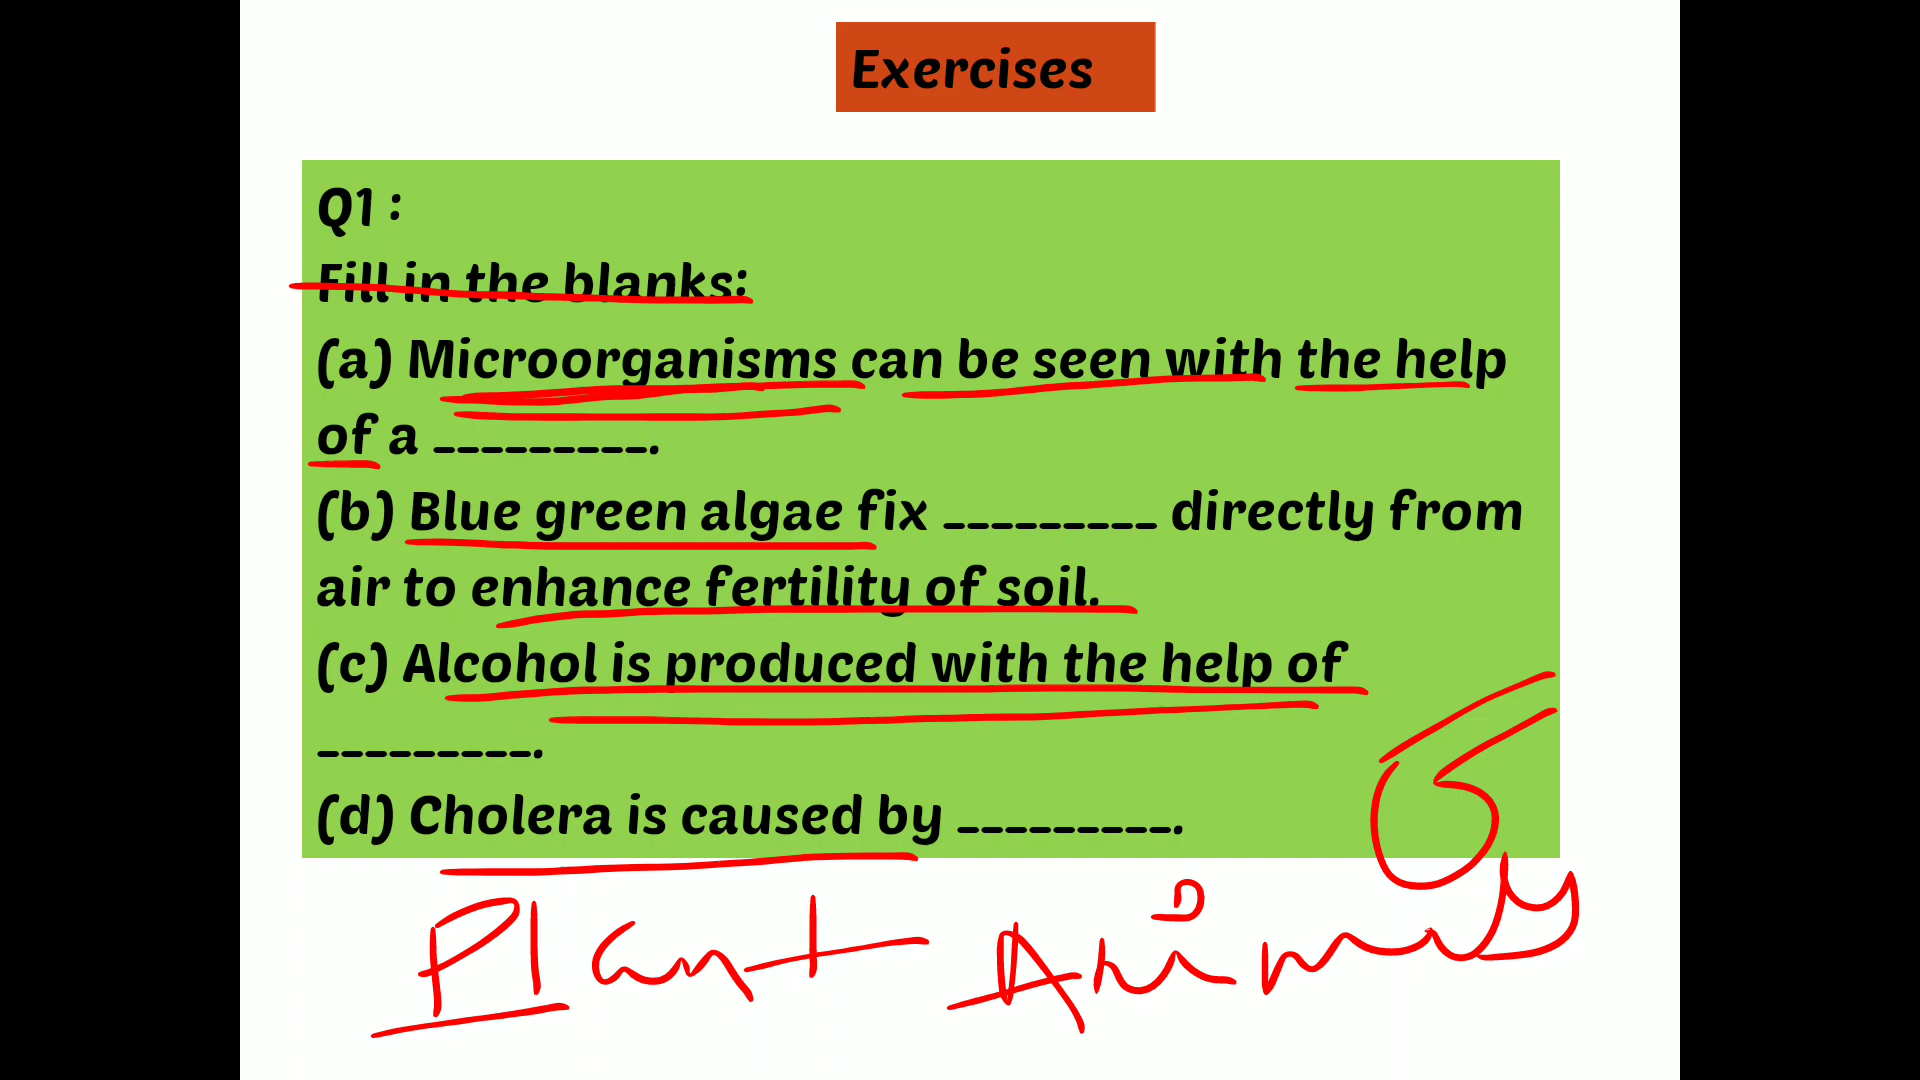 Exercises
Q1 :
Fill in the blanks:
(a) Microorganisms can be seen with the help
of a _________.
(b) Blue green algae fix _________ directly from
air to enhance fertility of soil.
(c) Alcohol is produced with the help of
_________.
(d) Cholera is caused by _________.
Plant